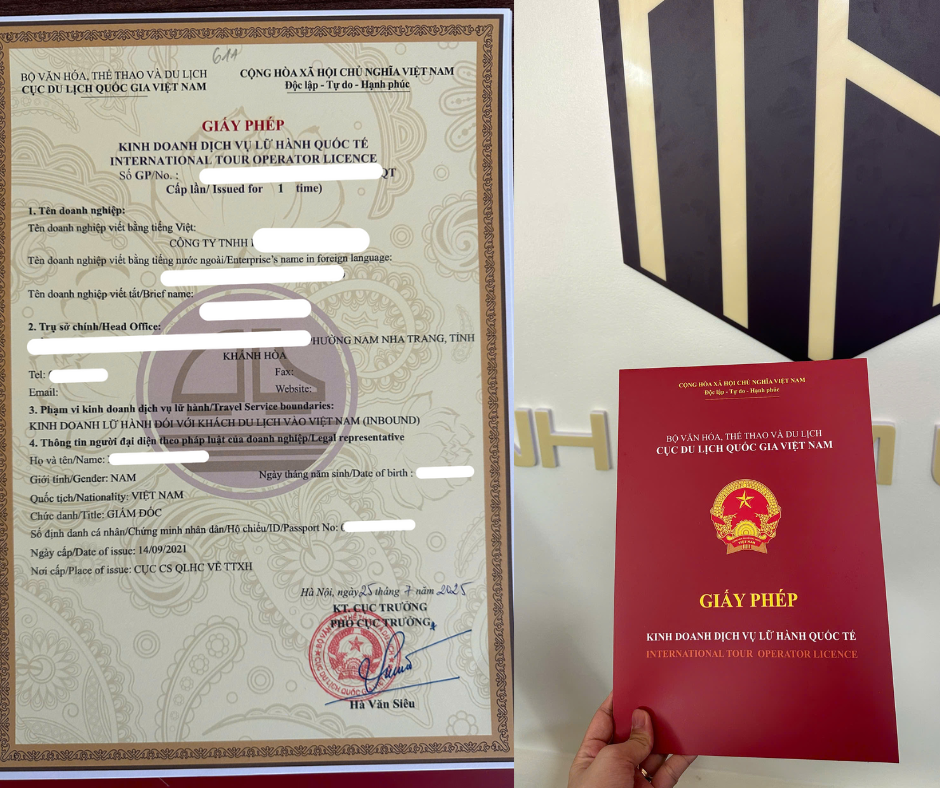 611
BỘ VĂN HÓA, THỂ THAO VÀ DU LỊCH
CỤC DU LỊCH QUỐC GIA VIỆT NAM
CỘNG HÒA XÃ HỘI CHỦ NGHĨA VIỆT NAM
Độc lập - Tự do - Hạnh phúc
GIẤY PHÉP
KINH DOANH DỊCH VỤ LỮ HÀNH QUỐC TẾ
INTERNATIONAL TOUR OPERATOR LICENCE
Số GP/No. : QT
Cấp lần/ Issued for 1 time)
1. Tên doanh nghiệp:
Tên doanh nghiệp viết bằng tiếng Việt:
CÔNG TY TNHH
Tên doanh nghiệp viết bằng tiếng nước ngoài/Enterprise's name in foreign language:
Tên doanh nghiệp viết tắt/Brief name:
2. Trụ sở chính/Head Office:
PHƯỜNG NAM NHA TRANG, TỈNH
KHÁNH HÒA
Tel:
Fax:
Email:
Website:
3. Phạm vi kinh doanh dịch vụ lữ hành/Travel Service boundaries:
KINH DOANH LỮ HÀNH ĐỐI VỚI KHÁCH DU LỊCH VÀO VIỆT NAM (INBOUND)
4. Thông tin người đại diện theo pháp luật của doanh nghiệp/Legal representative
Họ và tên/Name:
Giới tính/Gender: NAM
Ngày tháng năm sinh/Date of birth :
Quốc tịch/Nationality: VIỆT NAM
Chức danh/Title: GIÁM ĐỐC
Số định danh cá nhân/Chứng minh nhân dân/Hộ chiếu/ID/Passport No:
Ngày cấp/Date of issue: 14/09/2021
Nơi cấp/Place of issue: CỤC CS QLHC VỀ TTXH
Hà Nội, ngày 25 tháng 7 năm 2025
KT. CỤC TRƯỞNG
PHÓ CỤC TRƯỞNG
Hà Văn Siêu
NH
CỘNG HÒA XÃ HỘI CHỦ NGHĨA VIỆT NAM
Độc lập - Tự do - Hạnh phúc
BỘ VĂN HÓA, THỂ THAO VÀ DU LỊCH
CỤC DU LỊCH QUỐC GIA VIỆT NAM
VIỆT NAM
GIẤY PHÉP
KINH DOANH DỊCH VỤ LỮ HÀNH QUỐC TẾ
INTERNATIONAL TOUR OPERATOR LICENCE